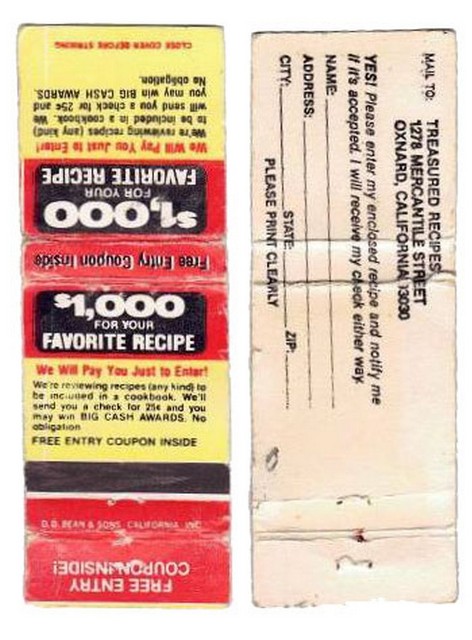 CLOSE COVER BEFORE STRIKING
We Will Pay You Just to Enter!
We're reviewing recipes (any kind)
to be included in a cookbook. We
will send you a check for 25¢ and
you may win BIG CASH AWARDS.
No obligation.
$1,000
FOR YOUR
FAVORITE RECIPE
Free Entry Coupon Inside
$1,000
FOR YOUR
FAVORITE RECIPE
We Will Pay You Just to Enter!
We're reviewing recipes (any kind) to
be included in a cookbook. We'll
send you a check for 25¢ and you
may win BIG CASH AWARDS. No
obligation
FREE ENTRY COUPON INSIDE
D.D. BEAN & SONS, CALIFORNIA, INC.
FREE ENTRY
COUPON INSIDE!
MAIL TO:
TREASURED RECIPES
1278 MERCANTILE STREET
OXNARD, CALIFORNIA 93030
YES! Please enter my enclosed recipe and notify me
if it's accepted. I will receive my check either way.
NAME:
ADDRESS:
CITY: STATE: ZIP:
PLEASE PRINT CLEARLY